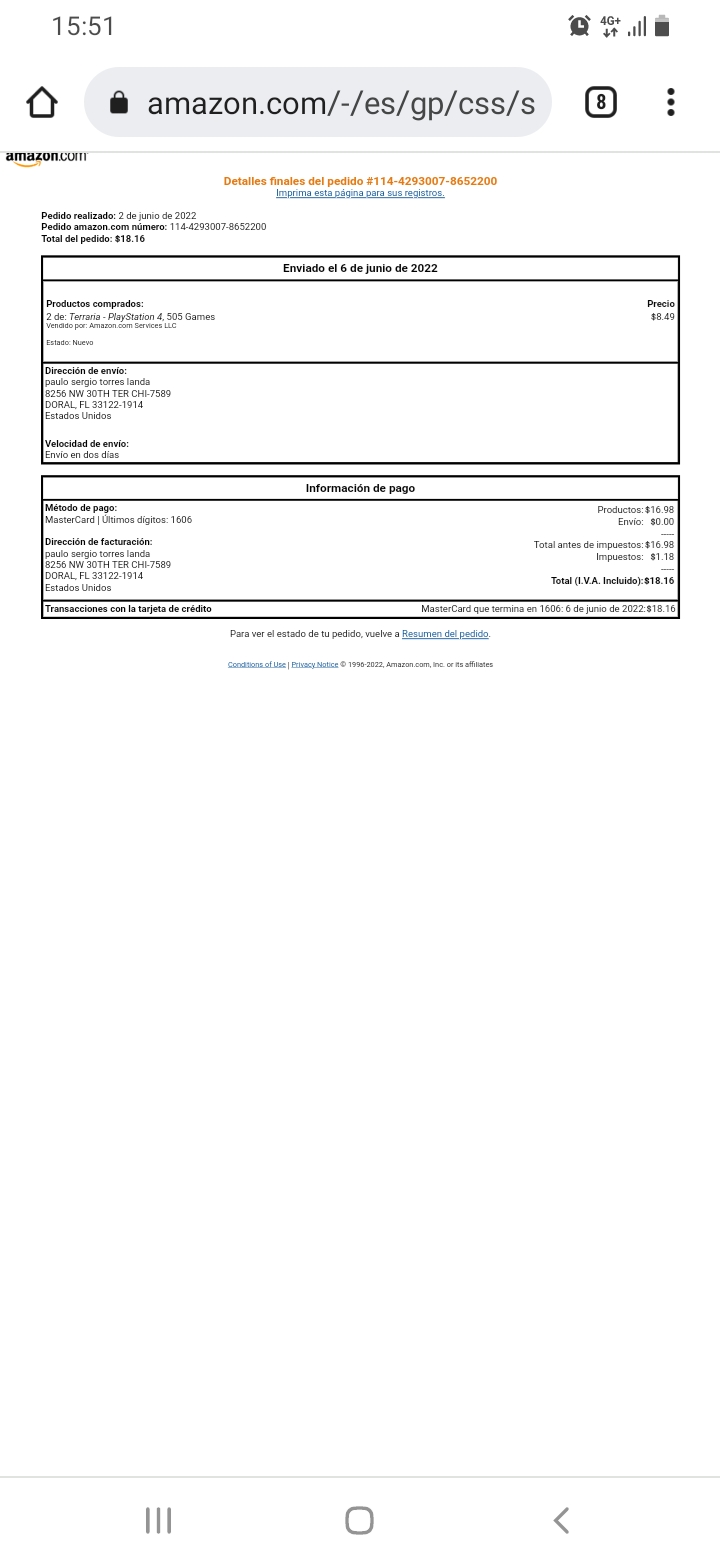 15:51
4G+
amazon.com/-/es/gp/css/s
8
amazon.com
Detalles finales del pedido #114-4293007-8652200
Imprima esta página para sus registros.
Pedido realizado: 2 de junio de 2022
Pedido amazon.com número: 114-4293007-8652200
Total del pedido: $18.16
Enviado el 6 de junio de 2022
Productos comprados: Precio
2 de: Terraria - PlayStation 4, 505 Games $8.49
Vendido por: Amazon.com Services LLC
Estado: Nuevo
Dirección de envío:
paulo sergio torres landa
8256 NW 30TH TER CHI-7589
DORAL, FL 33122-1914
Estados Unidos
Velocidad de envío:
Envío en dos días
Información de pago
Método de pago:
MasterCard | Últimos dígitos: 1606
Dirección de facturación:
paulo sergio torres landa
8256 NW 30TH TER CHI-7589
DORAL, FL 33122-1914
Estados Unidos
Productos: $16.98
Envío: $0.00
-----
Total antes de impuestos: $16.98
Impuestos: $1.18
-----
Total (I.V.A. Incluido): $18.16
Transacciones con la tarjeta de crédito MasterCard que termina en 1606: 6 de junio de 2022: $18.16
Para ver el estado de tu pedido, vuelve a Resumen del pedido.
Conditions of Use | Privacy Notice © 1996-2022, Amazon.com, Inc. or its affiliates